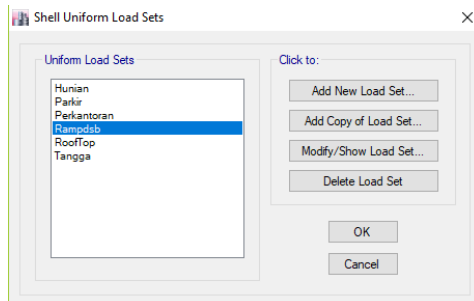 Shell Uniform Load Sets
Uniform Load Sets
Hunian
Parkir
Perkantoran
Rampdsb
RoofTop
Tangga
Click to:
Add New Load Set...
Add Copy of Load Set...
Modify/Show Load Set...
Delete Load Set
OK
Cancel